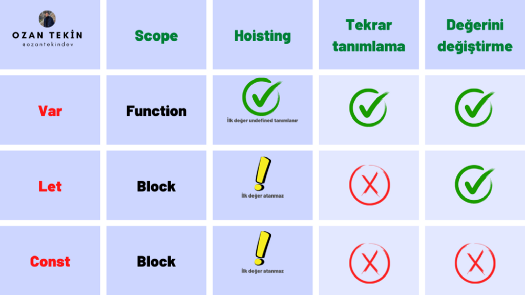 OZAN TEKİN
#ozantekindev
Scope
Hoisting
Tekrar
tanımlama
Değerini
değiştirme
Var
Function
İlk değer undefined tanımlanır
Let
Block
İlk değer atanmaz
Const
Block
İlk değer atanmaz